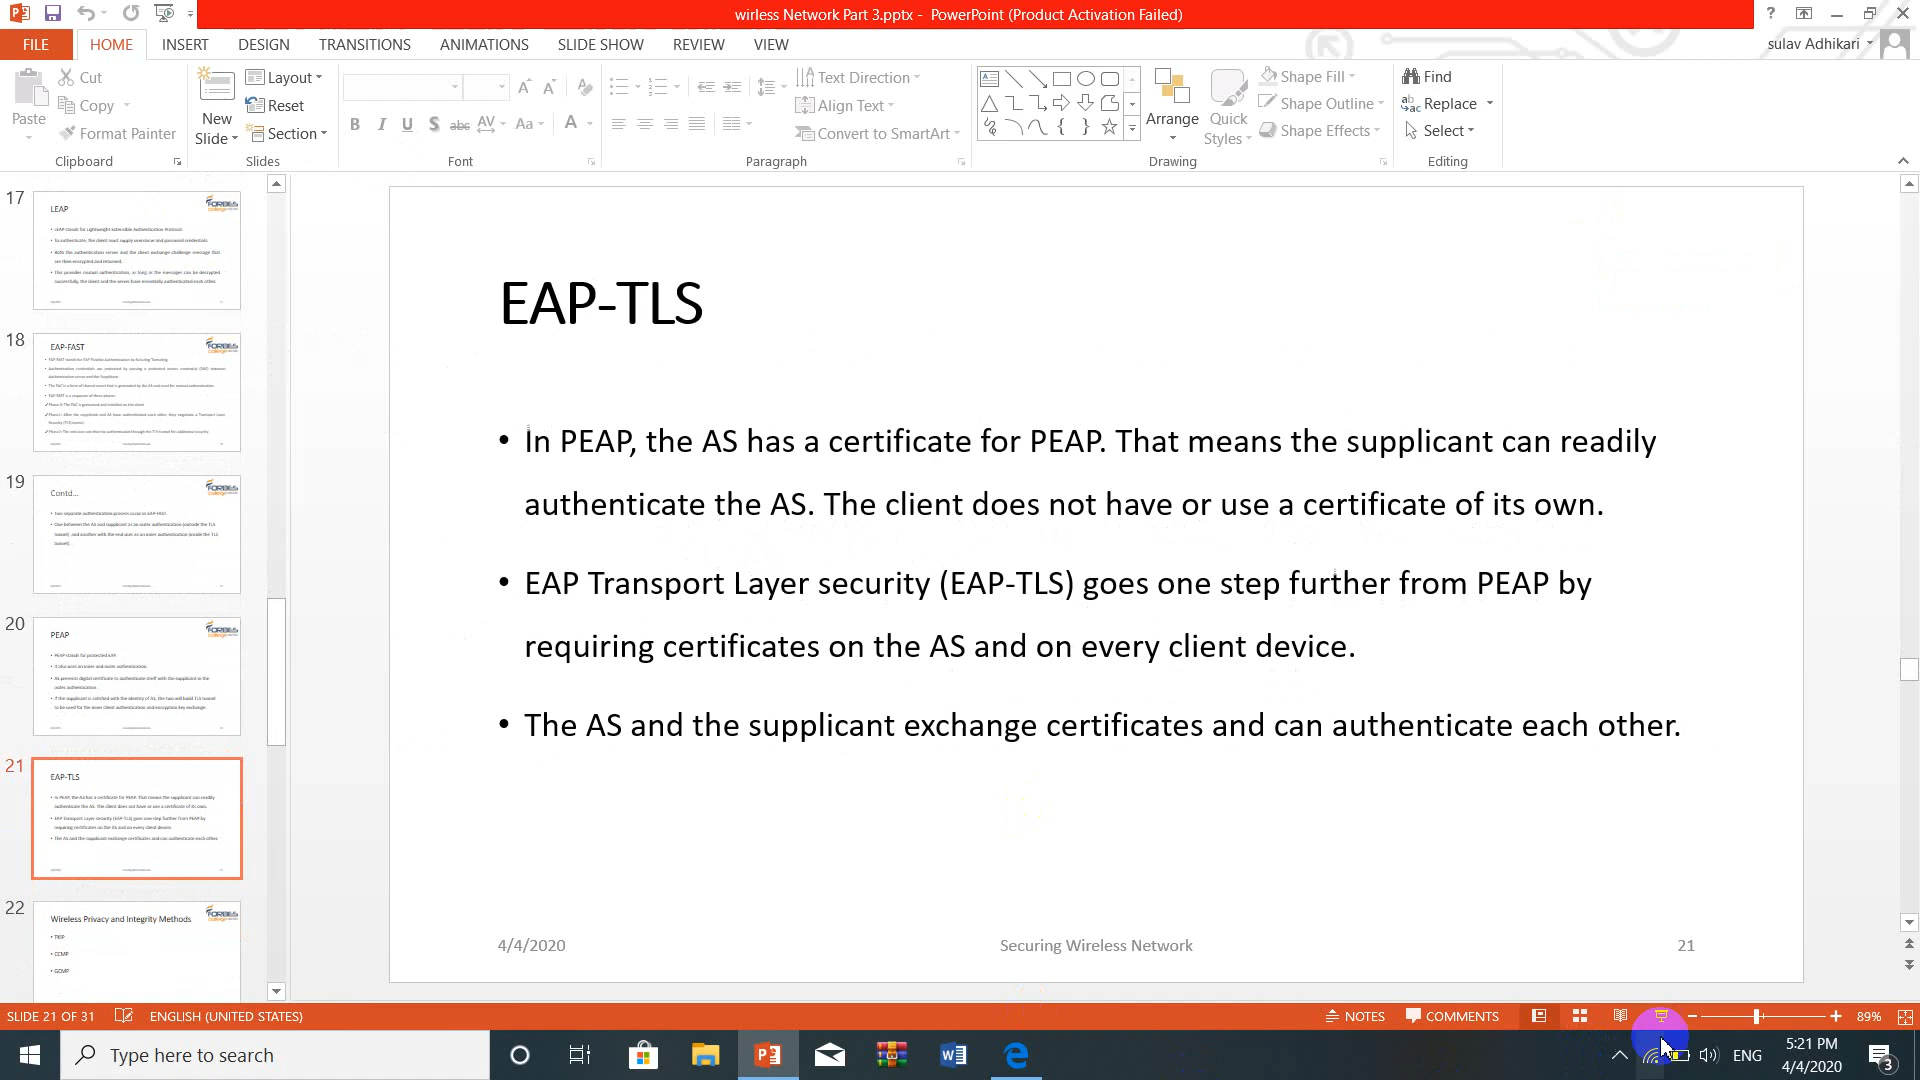 wirless Network Part 3.pptx - PowerPoint (Product Activation Failed)
FILE HOME INSERT DESIGN TRANSITIONS ANIMATIONS SLIDE SHOW REVIEW VIEW
sulav Adhikari
Paste
Cut
Copy
Format Painter
Clipboard
New Slide
Layout
Reset
Section
Slides
Font
Text Direction
Align Text
Convert to SmartArt
Paragraph
Arrange
Quick Styles
Shape Fill
Shape Outline
Shape Effects
Drawing
Find
Replace
Select
Editing
17
LEAP
18
EAP-FAST
19
Contd...
20
PEAP
21
EAP-TLS
22
Wireless Privacy and Integrity Methods
• TKIP
• CCMP
• GCMP
EAP-TLS
• In PEAP, the AS has a certificate for PEAP. That means the supplicant can readily
authenticate the AS. The client does not have or use a certificate of its own.
• EAP Transport Layer security (EAP-TLS) goes one step further from PEAP by
requiring certificates on the AS and on every client device.
• The AS and the supplicant exchange certificates and can authenticate each other.
4/4/2020 Securing Wireless Network 21
SLIDE 21 OF 31 ENGLISH (UNITED STATES) NOTES COMMENTS 89%
Type here to search
ENG
5:21 PM
4/4/2020
3